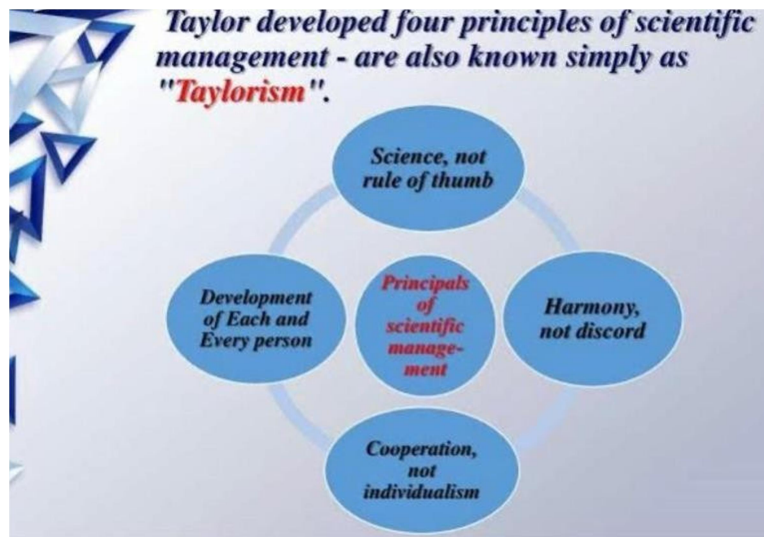 Taylor developed four principles of scientific
management - are also known simply as
"Taylorism".
Science, not
rule of thumb
Development
of Each and
Every person
Principals
of
scientific
manage-
ment
Harmony,
not discord
Cooperation,
not
individualism